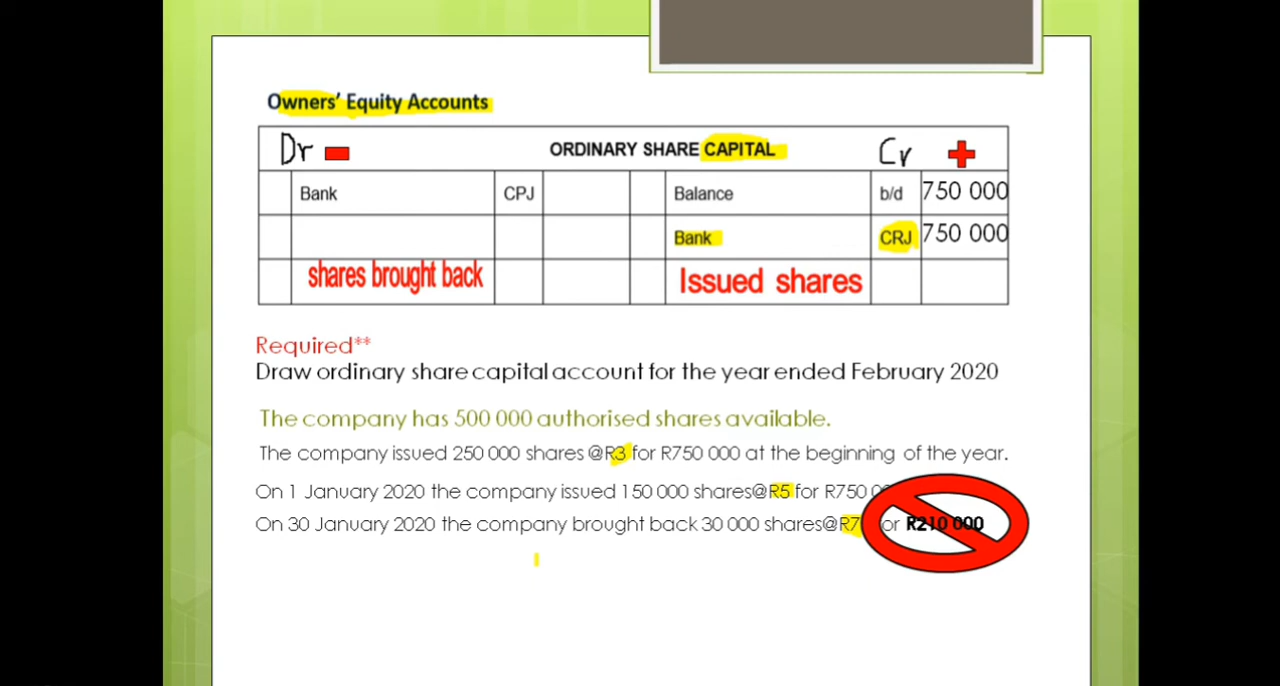 Owners' Equity Accounts
Dr ORDINARY SHARE CAPITAL Cr
Bank CPJ Balance b/d 750 000
Bank CRJ 750 000
shares brought back Issued shares
Required**
Draw ordinary share capital account for the year ended February 2020
The company has 500 000 authorised shares available.
The company issued 250 000 shares @R3 for R750 000 at the beginning of the year.
On 1 January 2020 the company issued 150 000 shares@R5 for R750
On 30 January 2020 the company brought back 30 000 shares@R7 or R210 000